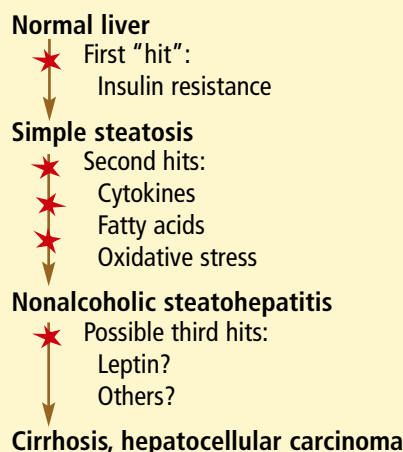 Normal liver
First “hit”:
Insulin resistance
Simple steatosis
Second hits:
Cytokines
Fatty acids
Oxidative stress
Nonalcoholic steatohepatitis
Possible third hits:
Leptin?
Others?
Cirrhosis, hepatocellular carcinoma